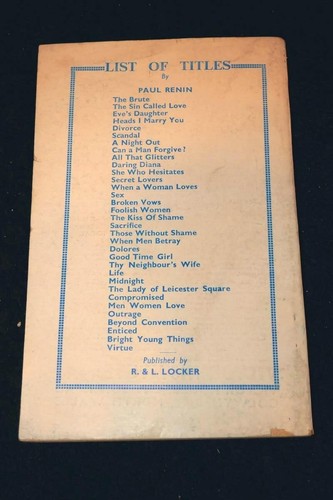 LIST OF TITLES
By
PAUL RENIN
The Brute
The Sin Called Love
Eve's Daughter
Heads I Marry You
Divorce
Scandal
A Night Out
Can a Man Forgive?
All That Glitters
Daring Diana
She Who Hesitates
Secret Lovers
When a Woman Loves
Sex
Broken Vows
Foolish Women
The Kiss Of Shame
Sacrifice
Those Without Shame
When Men Betray
Dolores
Good Time Girl
Thy Neighbour's Wife
Life
Midnight
The Lady of Leicester Square
Compromised
Men Women Love
Outrage
Beyond Convention
Enticed
Bright Young Things
Virtue
Published by
R. & L. LOCKER